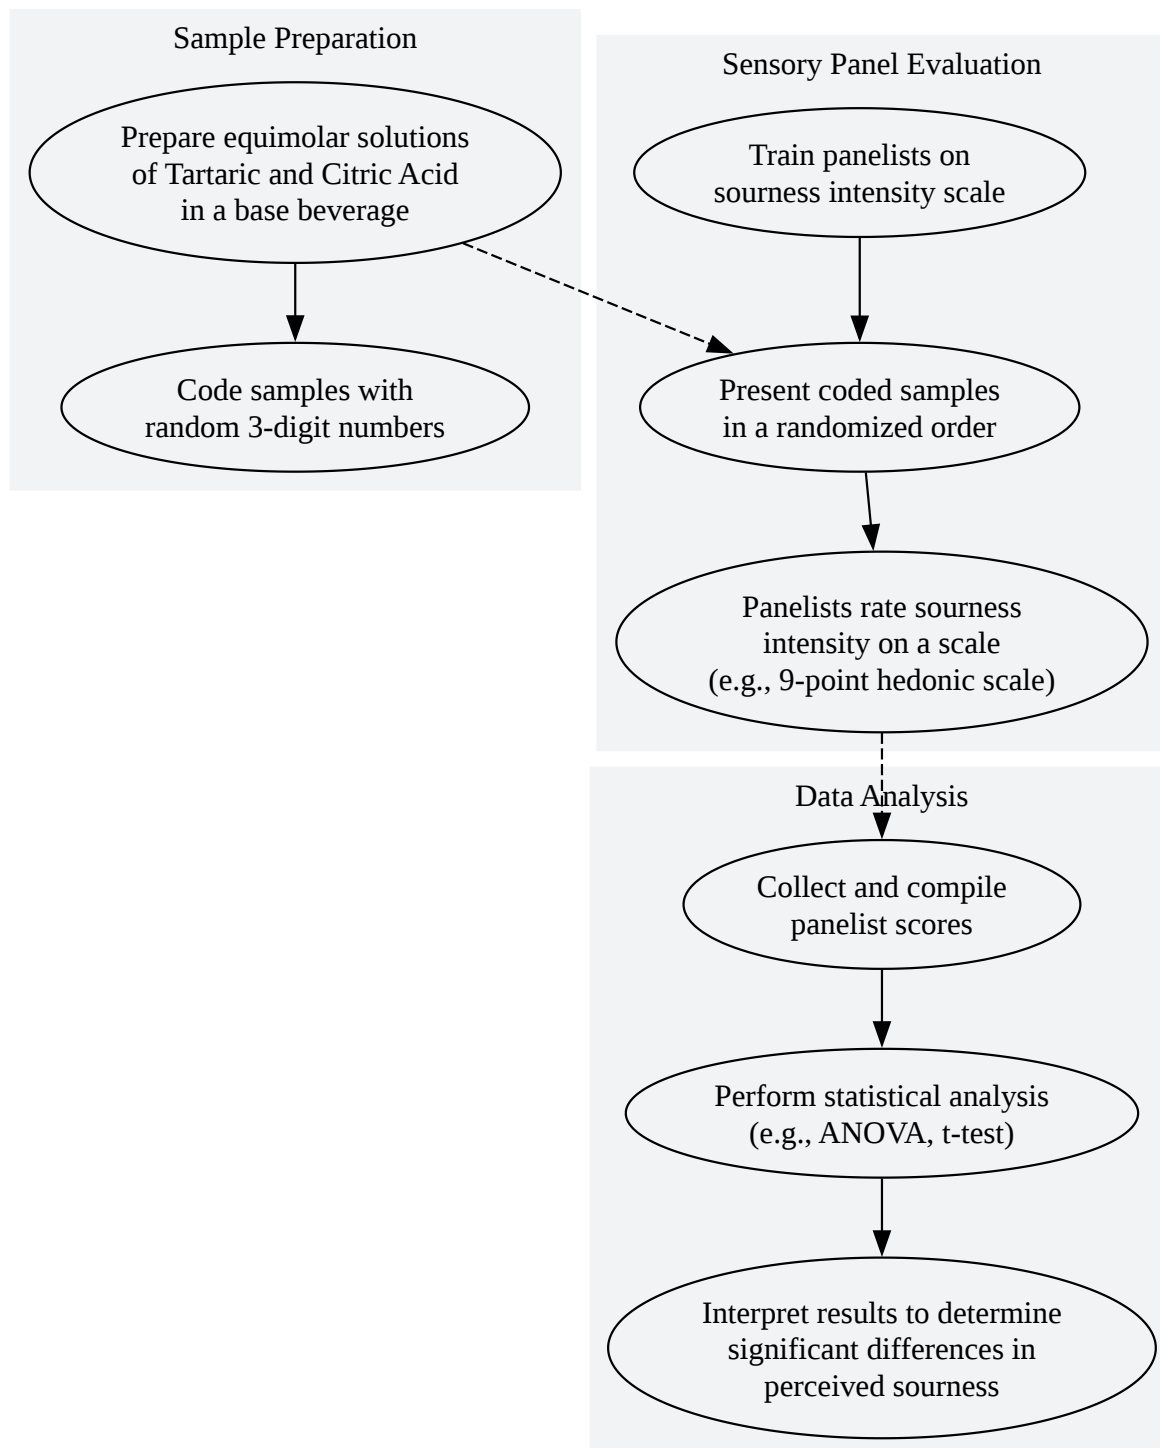 Sample Preparation
Prepare equimolar solutions
of Tartaric and Citric Acid
in a base beverage
Code samples with
random 3-digit numbers
Sensory Panel Evaluation
Train panelists on
sourness intensity scale
Present coded samples
in a randomized order
Panelists rate sourness
intensity on a scale
(e.g., 9-point hedonic scale)
Data Analysis
Collect and compile
panelist scores
Perform statistical analysis
(e.g., ANOVA, t-test)
Interpret results to determine
significant differences in
perceived sourness